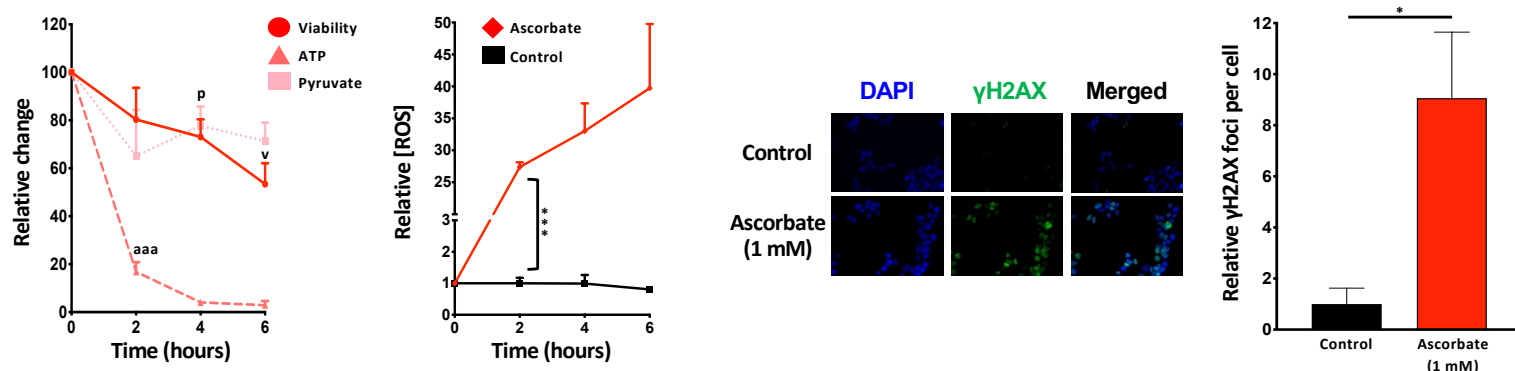 Relative change
120
100
80
60
40
20
0
0
2
4
6
Time (hours)
Viability
ATP
Pyruvate
p
v
aaa
Relative [ROS]
50
45
40
35
30
25
3
2
1
0
0
2
4
6
Time (hours)
Ascorbate
Control
***
DAPI
γH2AX
Merged
Control
Ascorbate
(1 mM)
Relative γH2AX foci per cell
12
10
8
6
4
2
0
*
Control
Ascorbate
(1 mM)